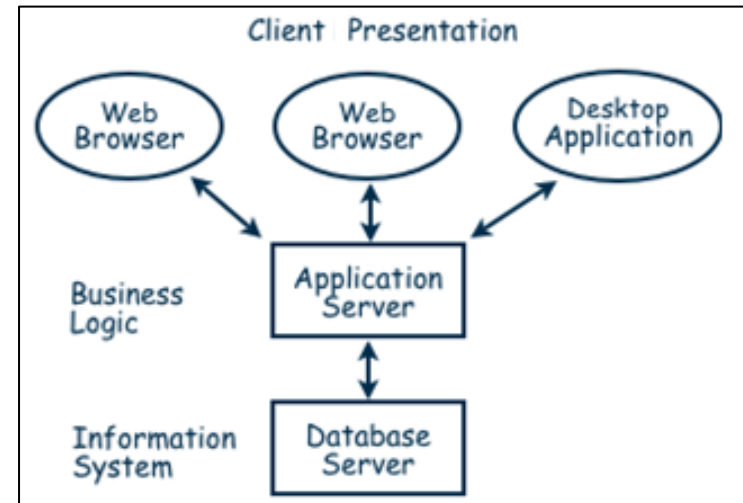 Client Presentation
Web
Browser
Web
Browser
Desktop
Application
Business
Logic
Application
Server
Information
System
Database
Server